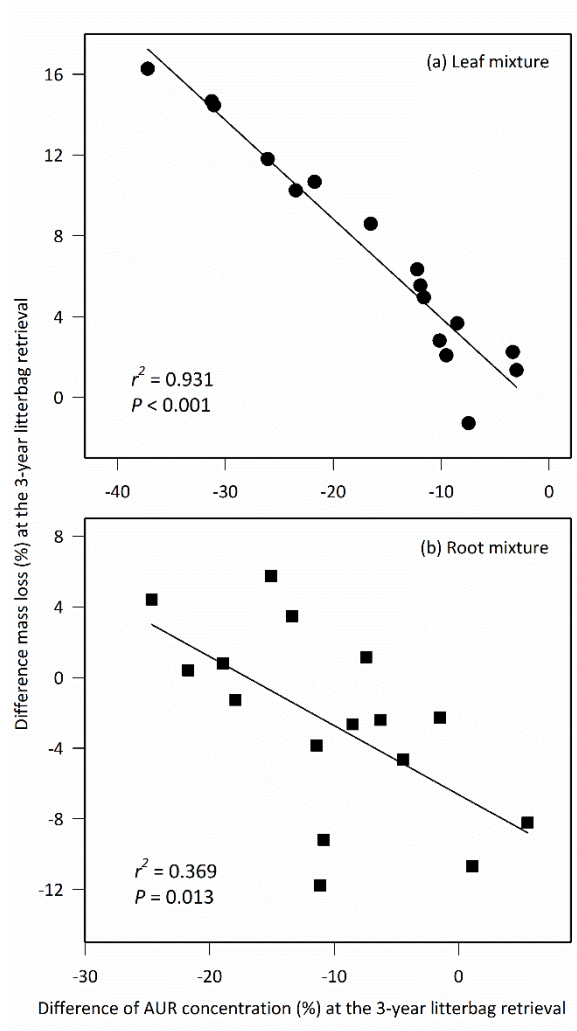 (a) Leaf mixture
16
12
8
4
0
r² = 0.931
P < 0.001
-40 -30 -20 -10 0
Difference mass loss (%) at the 3-year litterbag retrieval
(b) Root mixture
8
4
0
-4
-8
-12
r² = 0.369
P = 0.013
-30 -20 -10 0
Difference of AUR concentration (%) at the 3-year litterbag retrieval